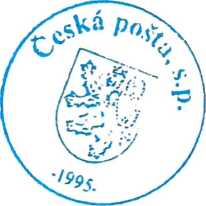 Česká pošta, s.p.
.1995.